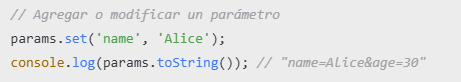 // Agregar o modificar un parámetro
params.set('name', 'Alice');
console.log(params.toString()); // "name=Alice&age=30"